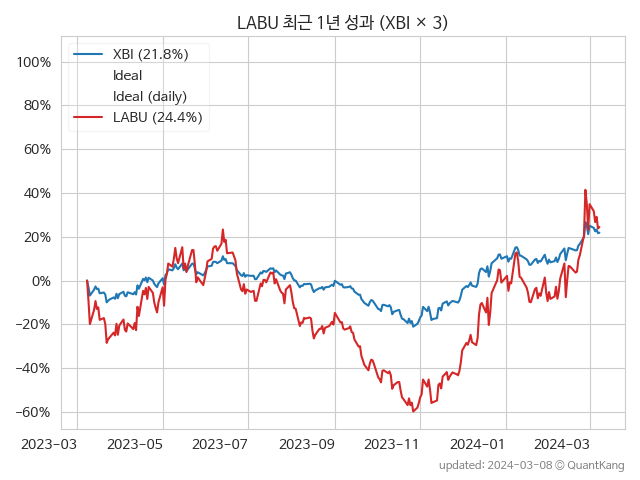 LABU 최근 1년 성과 (XBI × 3)
XBI (21.8%)
Ideal
Ideal (daily)
LABU (24.4%)
100%
80%
60%
40%
20%
0%
−20%
−40%
−60%
2023−03
2023−05
2023−07
2023−09
2023−11
2024−01
2024−03
updated: 2024−03−08 © QuantKang